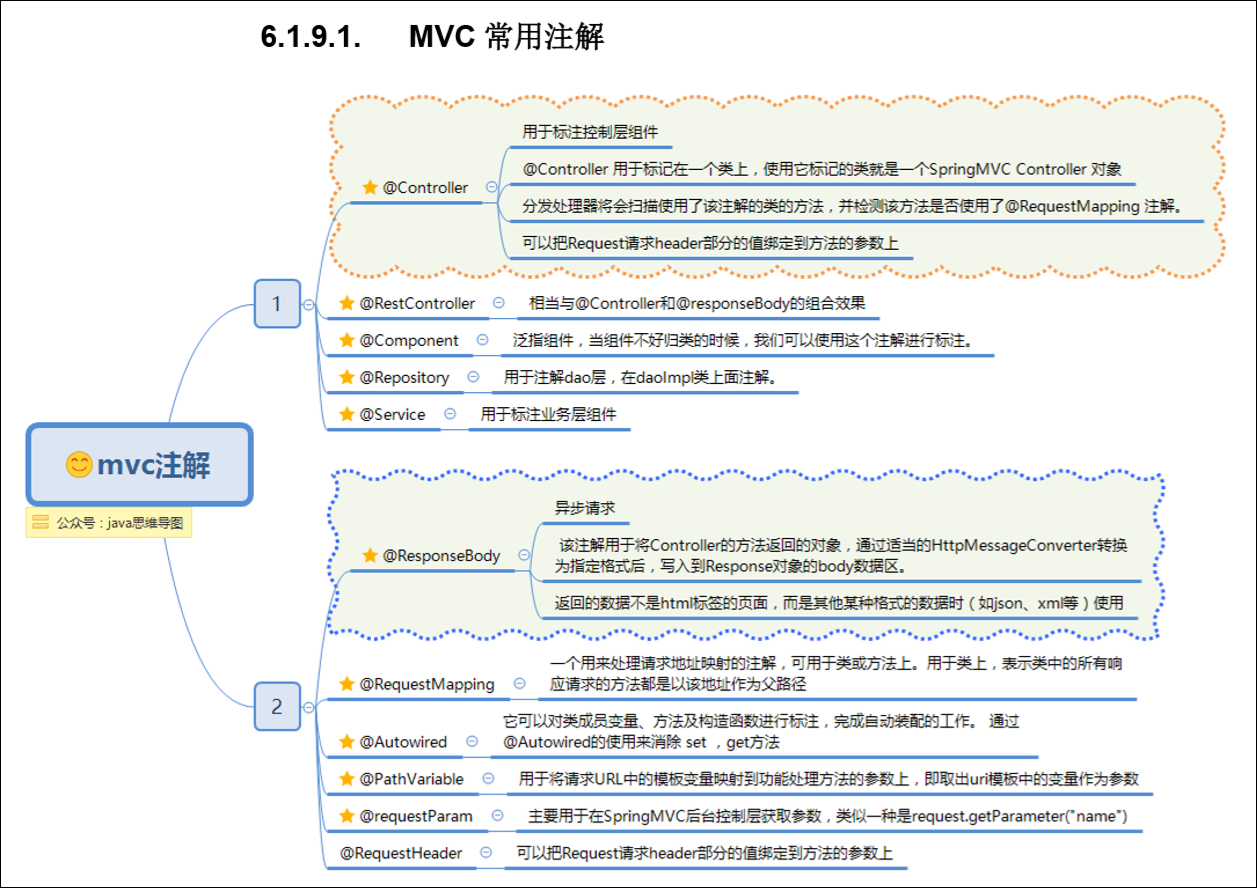 6.1.9.1. MVC 常用注解
用于标注控制层组件
@Controller 用于标记在一个类上，使用它标记的类就是一个SpringMVC Controller 对象
@Controller
分发处理器将会扫描使用了该注解的类的方法，并检测该方法是否使用了@RequestMapping 注解。
可以把Request请求header部分的值绑定到方法的参数上
1
@RestController 相当与@Controller和@responseBody的组合效果
@Component 泛指组件，当组件不好归类的时候，我们可以使用这个注解进行标注。
@Repository 用于注解dao层，在daoImpl类上面注解。
@Service 用于标注业务层组件
mvc注解
公众号：java思维导图
异步请求
@ResponseBody
该注解用于将Controller的方法返回的对象，通过适当的HttpMessageConverter转换
为指定格式后，写入到Response对象的body数据区。
返回的数据不是html标签的页面，而是其他某种格式的数据时（如json、xml等）使用
2
@RequestMapping
一个用来处理请求地址映射的注解，可用于类或方法上。用于类上，表示类中的所有响
应请求的方法都是以该地址作为父路径
@Autowired
它可以对类成员变量、方法及构造函数进行标注，完成自动装配的工作。 通过
@Autowired的使用来消除 set ，get方法
@PathVariable 用于将请求URL中的模板变量映射到功能处理方法的参数上，即取出uri模板中的变量作为参数
@requestParam 主要用于在SpringMVC后台控制层获取参数，类似一种是request.getParameter("name")
@RequestHeader 可以把Request请求header部分的值绑定到方法的参数上